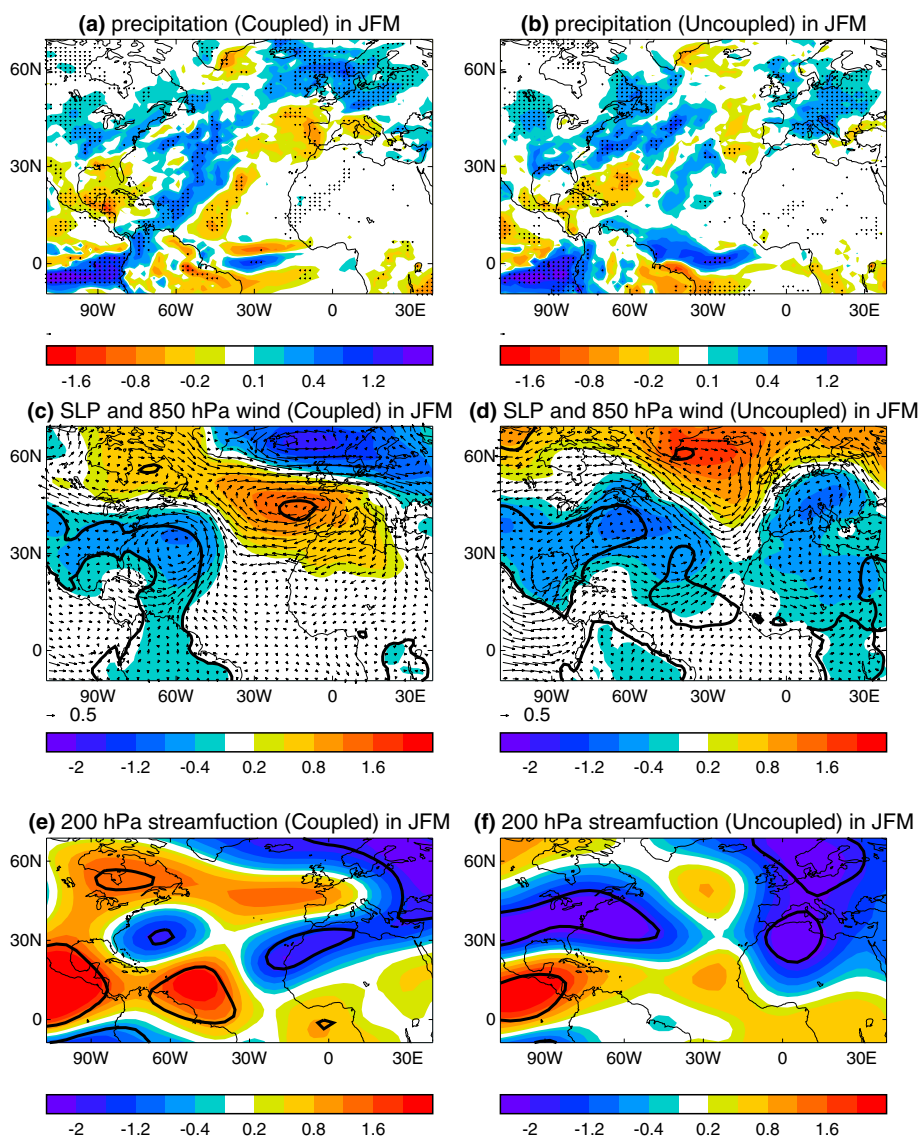 (a) precipitation (Coupled) in JFM
(b) precipitation (Uncoupled) in JFM
60N
30N
0
90W 60W 30W 0 30E
60N
30N
0
90W 60W 30W 0 30E
-1.6 -0.8 -0.2 0.1 0.4 1.2
-1.6 -0.8 -0.2 0.1 0.4 1.2
(c) SLP and 850 hPa wind (Coupled) in JFM
(d) SLP and 850 hPa wind (Uncoupled) in JFM
60N
30N
0
90W 60W 30W 0 30E
60N
30N
0
90W 60W 30W 0 30E
0.5
0.5
-2 -1.2 -0.4 0.2 0.8 1.6
-2 -1.2 -0.4 0.2 0.8 1.6
(e) 200 hPa streamfuction (Coupled) in JFM
(f) 200 hPa streamfuction (Uncoupled) in JFM
60N
30N
0
90W 60W 30W 0 30E
60N
30N
0
90W 60W 30W 0 30E
-2 -1.2 -0.4 0.2 0.8 1.6
-2 -1.2 -0.4 0.2 0.8 1.6